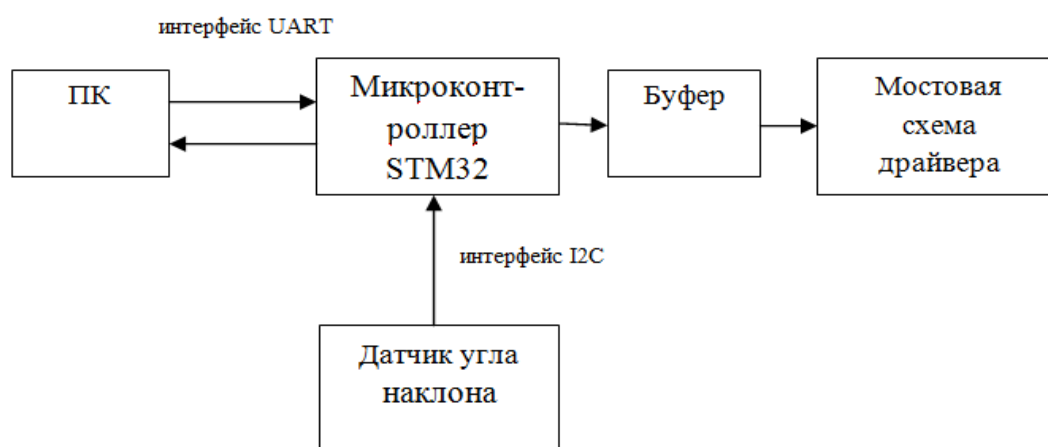 интерфейс UART
ПК
Микроконт-
роллер
STM32
Буфер
Мостовая
схема
драйвера
интерфейс I2C
Датчик угла
наклона